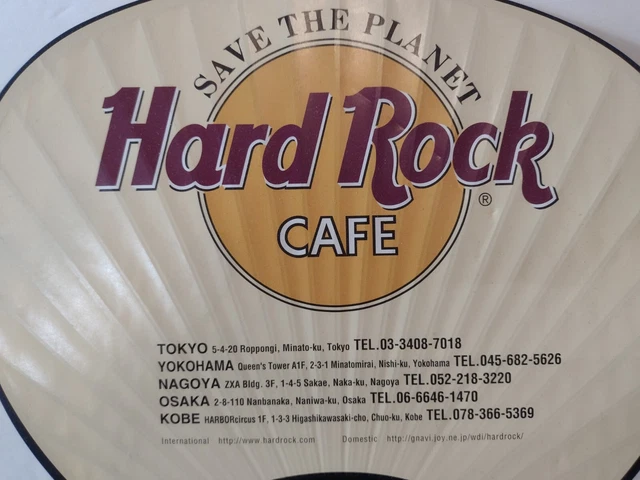 SAVE THE PLANET
Hard Rock
®
CAFE
TOKYO 5-4-20 Roppongi, Minato-ku, Tokyo TEL.03-3408-7018
YOKOHAMA Queen's Tower A1F, 2-3-1 Minatomirai, Nishi-ku, Yokohama TEL.045-682-5626
NAGOYA ZXA Bldg. 3F, 1-4-5 Sakae, Naka-ku, Nagoya TEL.052-218-3220
OSAKA 2-8-110 Nanbanaka, Naniwa-ku, Osaka TEL.06-6646-1470
KOBE HARBORcircus 1F, 1-3-3 Higashikawasaki-cho, Chuo-ku, Kobe TEL.078-366-5369
International http://www.hardrock.com Domestic http://gnavi.joy.ne.jp/wdi/hardrock/